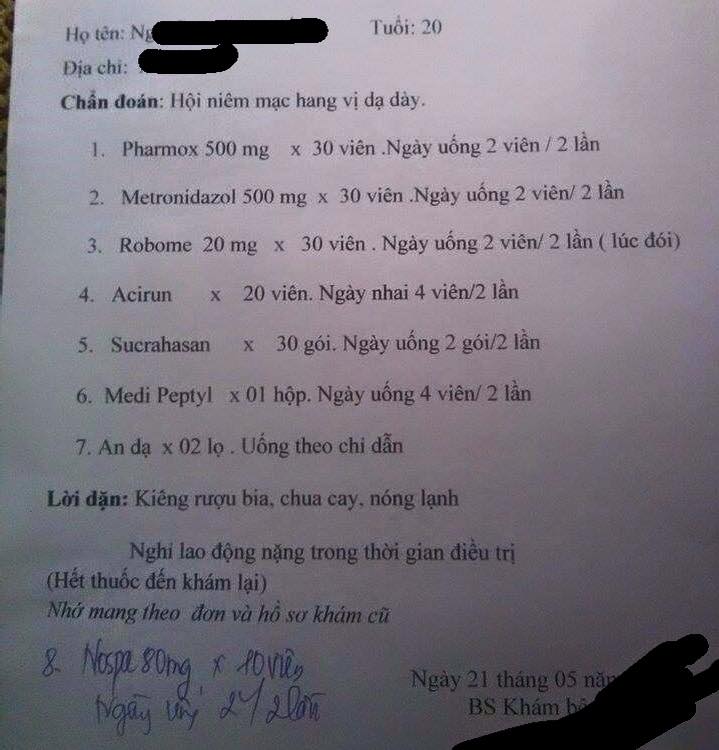 Họ tên: Ng Tuổi: 20
Địa chỉ:
Chẩn đoán: Hội niêm mạc hang vị dạ dày.
1. Pharmox 500 mg x 30 viên .Ngày uống 2 viên / 2 lần
2. Metronidazol 500 mg x 30 viên .Ngày uống 2 viên/ 2 lần
3. Robome 20 mg x 30 viên . Ngày uống 2 viên/ 2 lần ( lúc đói)
4. Acirun x 20 viên. Ngày nhai 4 viên/2 lần
5. Sucrahasan x 30 gói. Ngày uống 2 gói/2 lần
6. Medi Peptyl x 01 hộp. Ngày uống 4 viên/ 2 lần
7. An dạ x 02 lọ . Uống theo chỉ dẫn
Lời dặn: Kiêng rượu bia, chua cay, nóng lạnh
Nghỉ lao động nặng trong thời gian điều trị
(Hết thuốc đến khám lại)
Nhớ mang theo đơn và hồ sơ khám cũ
8. Nospa 80mg x 10 viên
Ngày uống 2v/2 lần
Ngày 21 tháng 05 năm
BS Khám